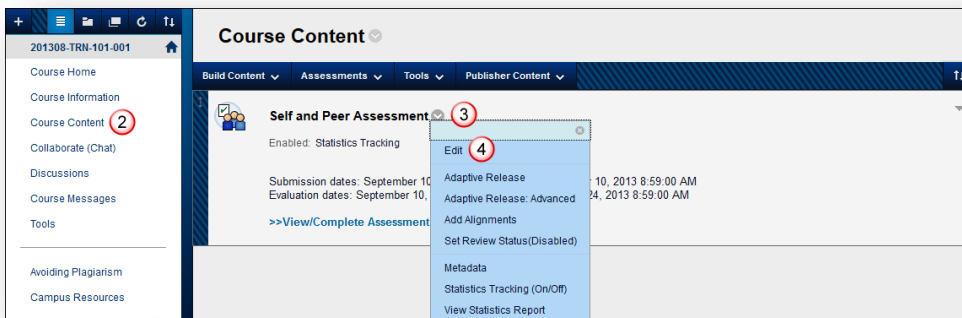 201308-TRN-101-001
Course Home
Course Information
Course Content 2
Collaborate (Chat)
Discussions
Course Messages
Tools
Avoiding Plagiarism
Campus Resources
Course Content
Build Content Assessments Tools Publisher Content
Self and Peer Assessment 3
Enabled: Statistics Tracking
Submission dates: September 10 10, 2013 8:59:00 AM
Evaluation dates: September 10, 24, 2013 8:59:00 AM
>>View/Complete Assessment
Edit 4
Adaptive Release
Adaptive Release: Advanced
Add Alignments
Set Review Status(Disabled)
Metadata
Statistics Tracking (On/Off)
View Statistics Report